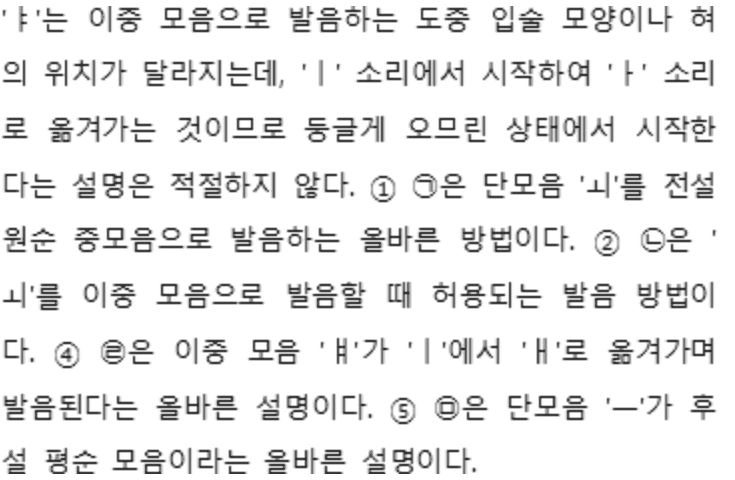 'ㅑ'는 이중 모음으로 발음하는 도중 입술 모양이나 혀
의 위치가 달라지는데, 'ㅣ' 소리에서 시작하여 'ㅏ' 소리
로 옮겨가는 것이므로 둥글게 오므린 상태에서 시작한
다는 설명은 적절하지 않다. ① ㉠은 단모음 'ㅚ'를 전설
원순 중모음으로 발음하는 올바른 방법이다. ② ㉡은 '
ㅚ'를 이중 모음으로 발음할 때 허용되는 발음 방법이
다. ④ ㉣은 이중 모음 'ㅒ'가 'ㅣ'에서 'ㅐ'로 옮겨가며
발음된다는 올바른 설명이다. ⑤ ㉤은 단모음 'ㅡ'가 후
설 평순 모음이라는 올바른 설명이다.